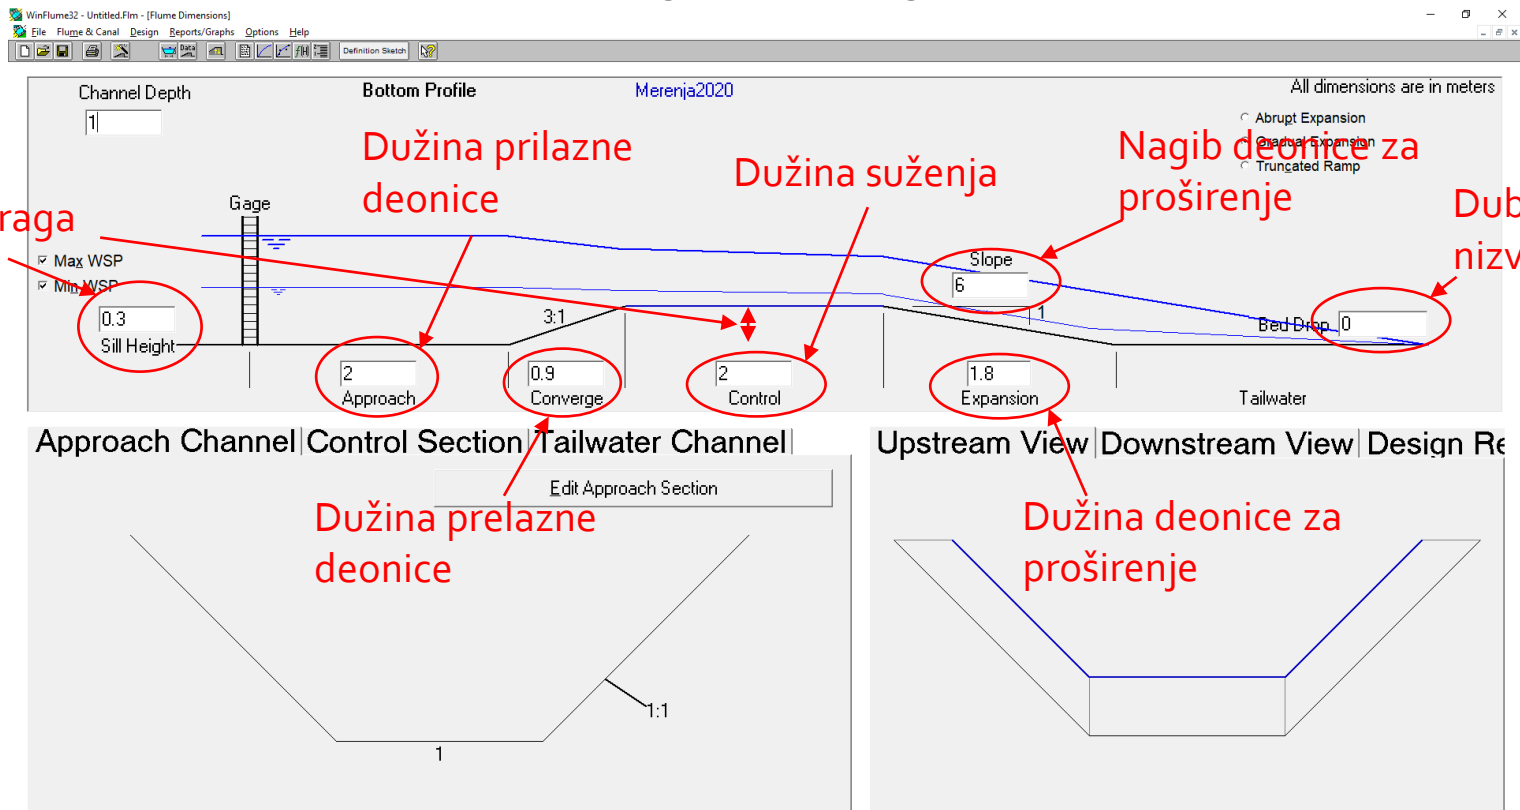 WinFlume32 - Untitled.Flm - [Flume Dimensions]
File Flume & Canal Design Reports/Graphs Options Help
Data
fH
Definition Sketch
Channel Depth
Bottom Profile
Merenja2020
All dimensions are in meters
1
Abrupt Expansion
Gradual Expansion
Truncated Ramp
Dužina prilazne
deonice
Dužina suženja
Nagib deonice za
proširenje
raga
Dub
nizv
Gage
Max WSP
Min WSP
Slope
6
0.3
Sill Height
3:1
1
Bed Drop 0
2
0.9
2
1.8
Approach
Converge
Control
Expansion
Tailwater
Approach Channel Control Section Tailwater Channel
Upstream View Downstream View Design Re
Edit Approach Section
Dužina prelazne
deonice
Dužina deonice za
proširenje
1:1
1